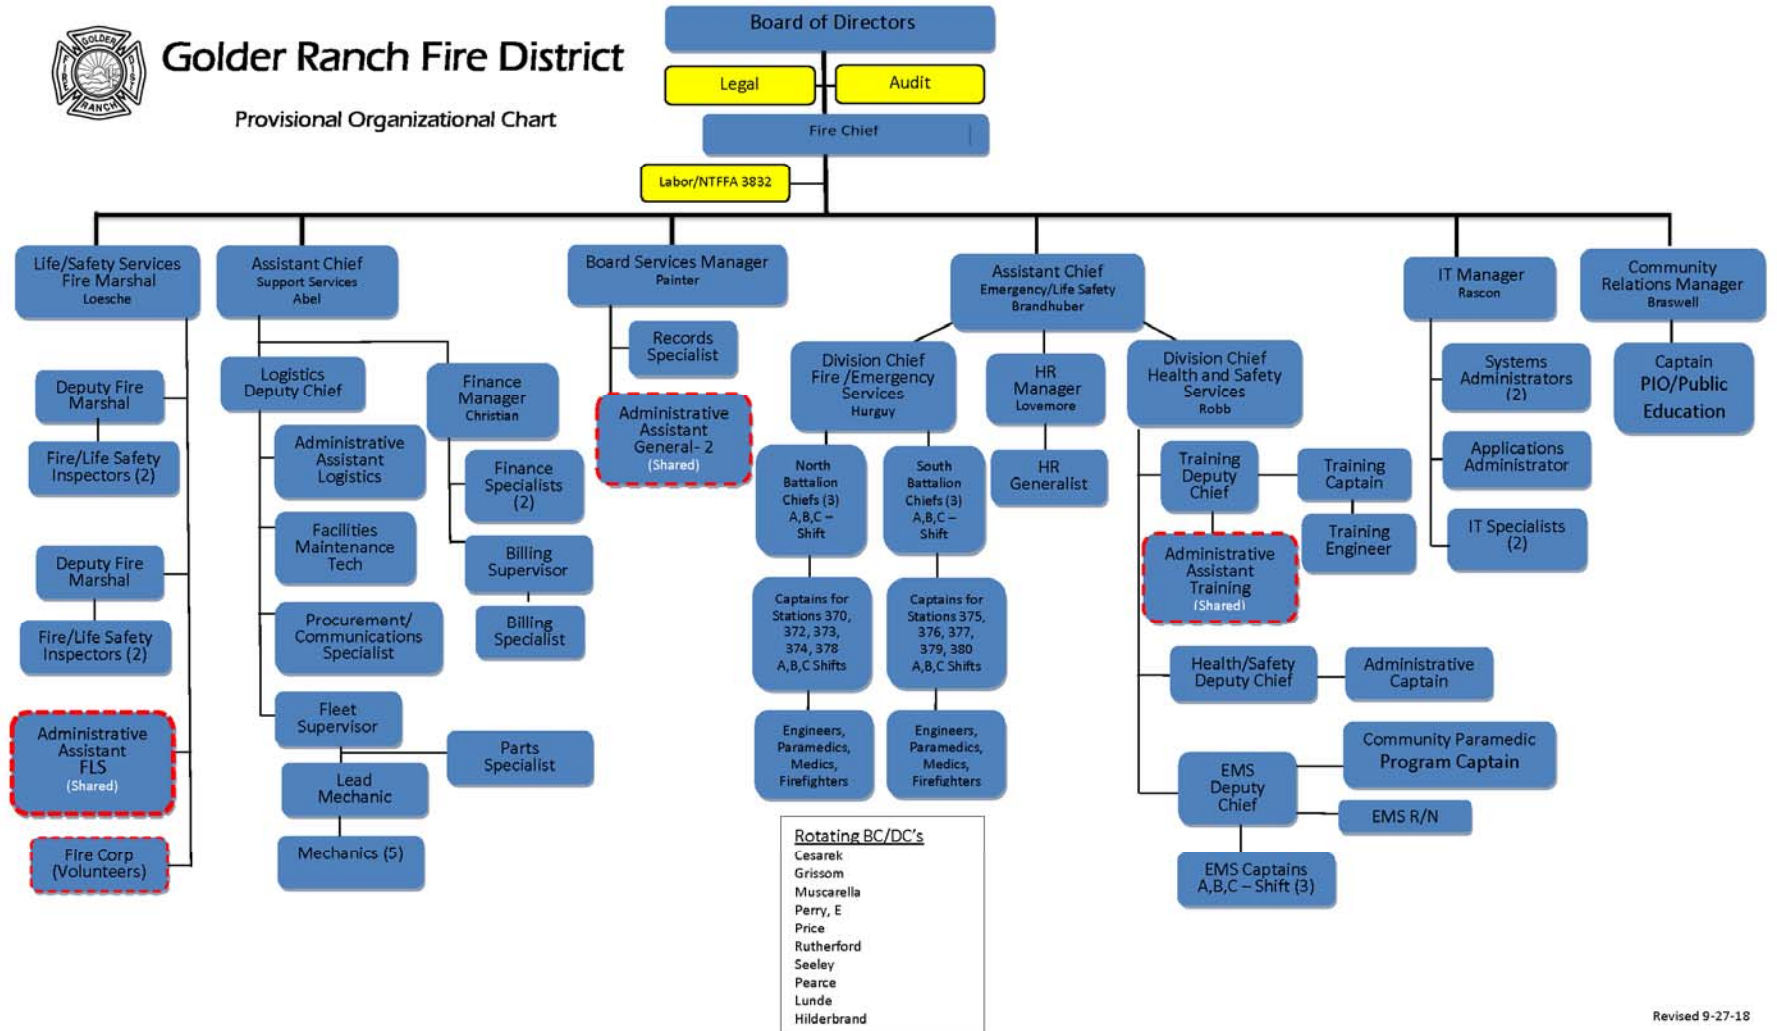 GOLDER
FIRE
DIST
RANCH
Golder Ranch Fire District
Provisional Organizational Chart
Board of Directors
Legal
Audit
Fire Chief
Labor/NTFFA 3832
Life/Safety Services
Fire Marshal
Loesche
Deputy Fire
Marshal
Fire/Life Safety
Inspectors (2)
Deputy Fire
Marshal
Fire/Life Safety
Inspectors (2)
Administrative
Assistant
FLS
(Shared)
Fire Corp
(Volunteers)
Assistant Chief
Support Services
Abel
Logistics
Deputy Chief
Administrative
Assistant
Logistics
Facilities
Maintenance
Tech
Procurement/
Communications
Specialist
Fleet
Supervisor
Parts
Specialist
Lead
Mechanic
Mechanics (5)
Finance
Manager
Christian
Finance
Specialists
(2)
Billing
Supervisor
Billing
Specialist
Board Services Manager
Painter
Records
Specialist
Administrative
Assistant
General- 2
(Shared)
Assistant Chief
Emergency/Life Safety
Brandhuber
Division Chief
Fire /Emergency
Services
Hurguy
North
Battalion
Chiefs (3)
A,B,C –
Shift
Captains for
Stations 370,
372, 373,
374, 378
A,B,C Shifts
Engineers,
Paramedics,
Medics,
Firefighters
South
Battalion
Chiefs (3)
A,B,C –
Shift
Captains for
Stations 375,
376, 377,
379, 380
A,B,C Shifts
Engineers,
Paramedics,
Medics,
Firefighters
HR
Manager
Lovemore
HR
Generalist
Division Chief
Health and Safety
Services
Robb
Training
Deputy
Chief
Training
Captain
Training
Engineer
Administrative
Assistant
Training
(Shared)
Health/Safety
Deputy Chief
Administrative
Captain
EMS
Deputy
Chief
Community Paramedic
Program Captain
EMS R/N
EMS Captains
A,B,C – Shift (3)
IT Manager
Rascon
Systems
Administrators
(2)
Applications
Administrator
IT Specialists
(2)
Community
Relations Manager
Braswell
Captain
PIO/Public
Education
Rotating BC/DC's
Cesarek
Grissom
Muscarella
Perry, E
Price
Rutherford
Seeley
Pearce
Lunde
Hilderbrand
Revised 9-27-18